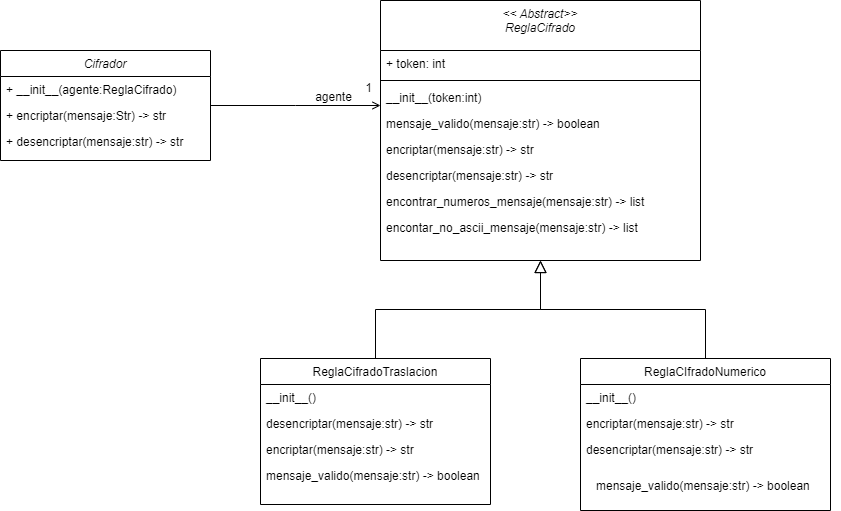 << Abstract>>
ReglaCifrado
+ token: int
__init__(token:int)
mensaje_valido(mensaje:str) -> boolean
encriptar(mensaje:str) -> str
desencriptar(mensaje:str) -> str
encontrar_numeros_mensaje(mensaje:str) -> list
encontar_no_ascii_mensaje(mensaje:str) -> list
Cifrador
+ __init__(agente:ReglaCifrado)
+ encriptar(mensaje:Str) -> str
+ desencriptar(mensaje:str) -> str
agente
1
ReglaCifradoTraslacion
__init__()
desencriptar(mensaje:str) -> str
encriptar(mensaje:str) -> str
mensaje_valido(mensaje:str) -> boolean
ReglaCIfradoNumerico
__init__()
encriptar(mensaje:str) -> str
desencriptar(mensaje:str) -> str
mensaje_valido(mensaje:str) -> boolean